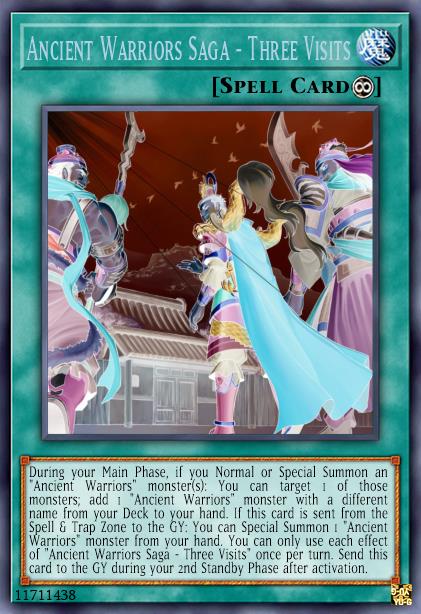 Ancient Warriors Saga - Three Visits
魔
[Spell Card]
During your Main Phase, if you Normal or Special Summon an
"Ancient Warriors" monster(s): You can target 1 of those
monsters; add 1 "Ancient Warriors" monster with a different
name from your Deck to your hand. If this card is sent from the
Spell & Trap Zone to the GY: You can Special Summon 1 "Ancient
Warriors" monster from your hand. You can only use each effect
of "Ancient Warriors Saga - Three Visits" once per turn. Send this
card to the GY during your 2nd Standby Phase after activation.
11711438